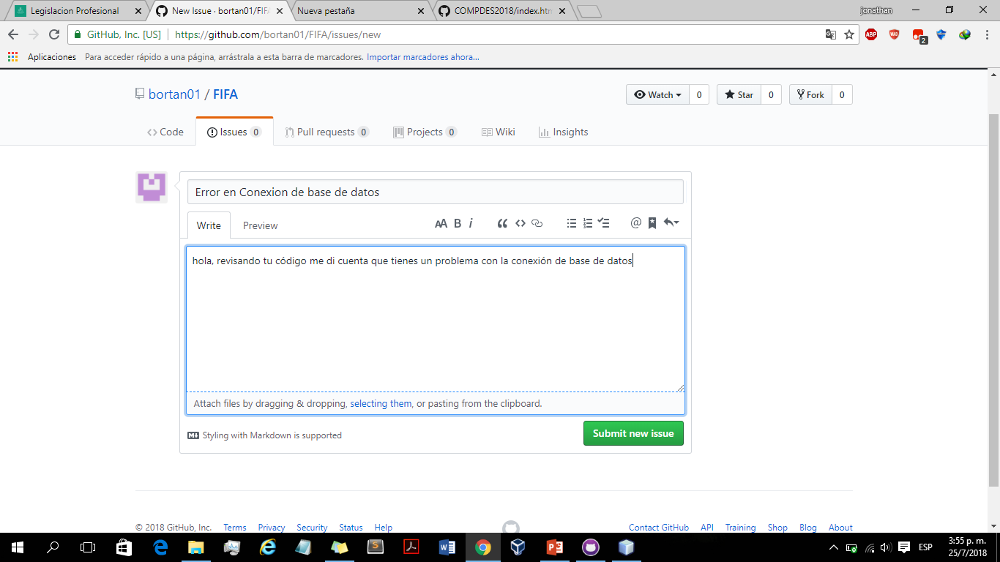 Legislacion Profesional
New Issue · bortan01/FIFA
Nueva pestaña
COMPDES2018/index.htm
jonathan
GitHub, Inc. [US]
https://github.com/bortan01/FIFA/issues/new
ABP
2
Aplicaciones
Para acceder rápido a una página, arrástrala a esta barra de marcadores. Importar marcadores ahora...
bortan01 / FIFA
Watch 0
Star 0
Fork 0
Code
Issues 0
Pull requests 0
Projects 0
Wiki
Insights
Error en Conexion de base de datos
Write
Preview
AA B i
@
hola, revisando tu código me di cuenta que tienes un problema con la conexión de base de datos
Attach files by dragging & dropping, selecting them, or pasting from the clipboard.
Styling with Markdown is supported
Submit new issue
© 2018 GitHub, Inc. Terms Privacy Security Status Help
Contact GitHub API Training Shop Blog About
ESP
3:55 p. m.
25/7/2018